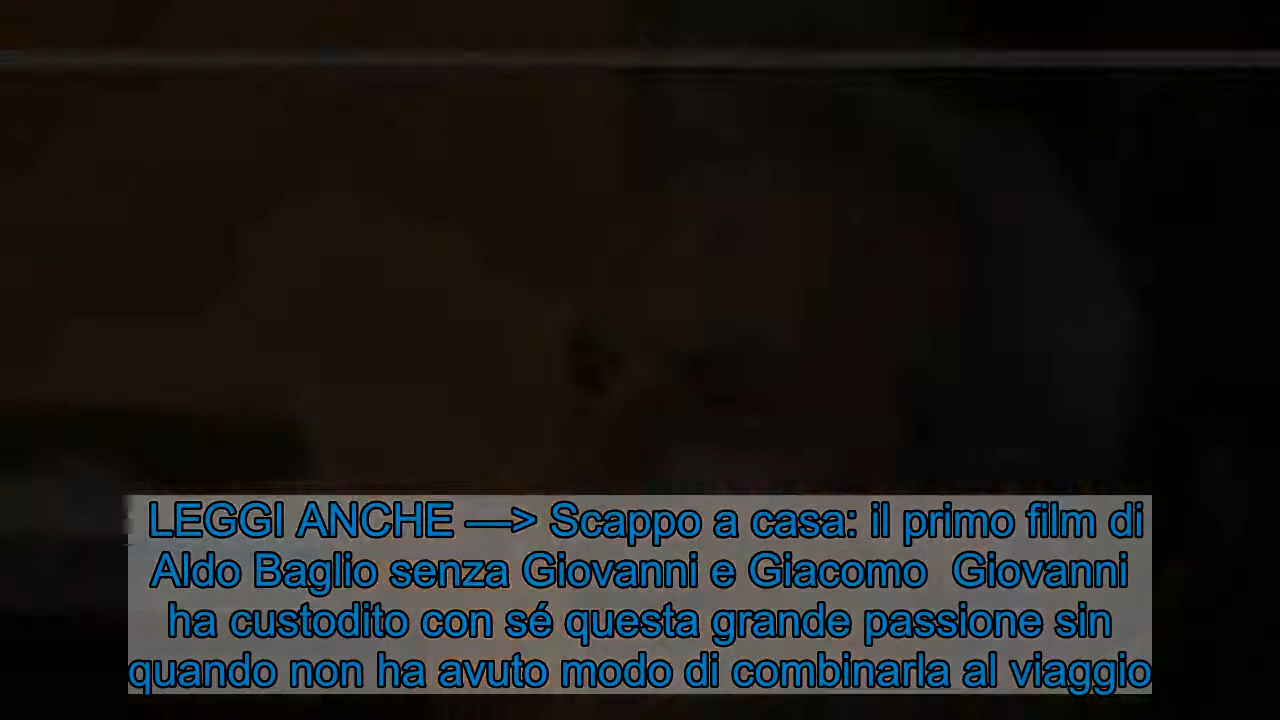 LEGGI ANCHE —> Scappo a casa: il primo film di
Aldo Baglio senza Giovanni e Giacomo  Giovanni
ha custodito con sé questa grande passione sin
quando non ha avuto modo di combinarla al viaggio